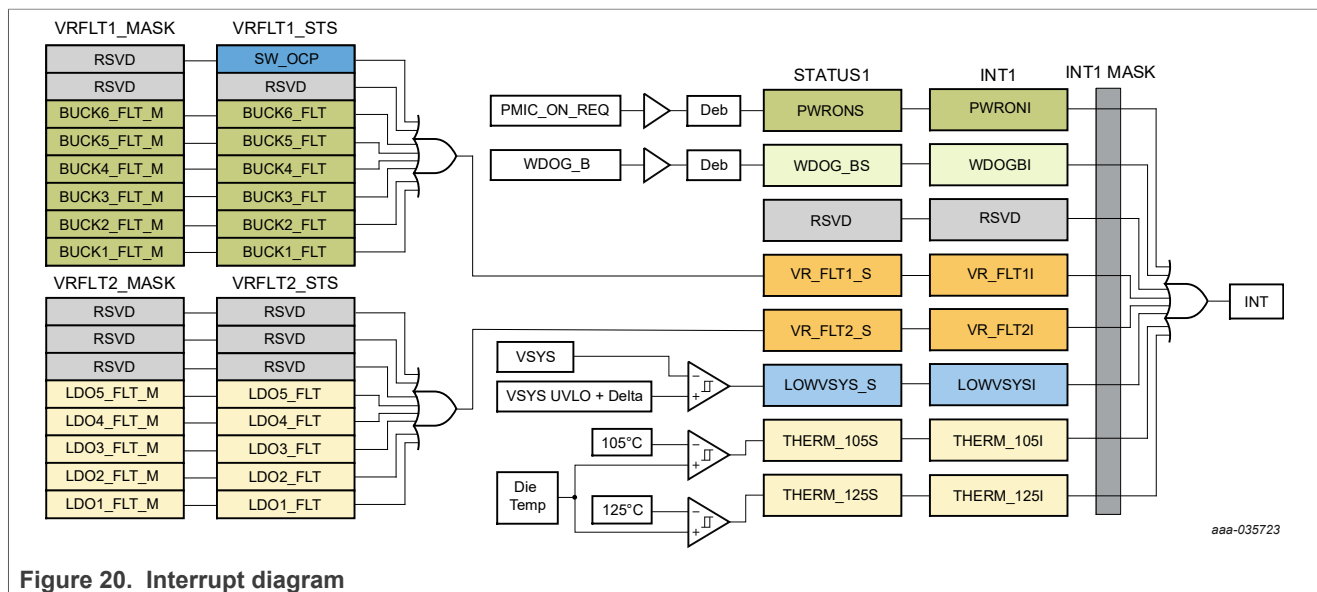 VRFLT1_MASK VRFLT1_STS
RSVD SW_OCP
RSVD RSVD
BUCK6_FLT_M BUCK6_FLT
BUCK5_FLT_M BUCK5_FLT
BUCK4_FLT_M BUCK4_FLT
BUCK3_FLT_M BUCK3_FLT
BUCK2_FLT_M BUCK2_FLT
BUCK1_FLT_M BUCK1_FLT
VRFLT2_MASK VRFLT2_STS
RSVD RSVD
RSVD RSVD
RSVD RSVD
LDO5_FLT_M LDO5_FLT
LDO4_FLT_M LDO4_FLT
LDO3_FLT_M LDO3_FLT
LDO2_FLT_M LDO2_FLT
LDO1_FLT_M LDO1_FLT
STATUS1 INT1 INT1 MASK
PMIC_ON_REQ Deb PWRONS PWRONI
WDOG_B Deb WDOG_BS WDOGBI
RSVD RSVD
VR_FLT1_S VR_FLT1I
INT
VR_FLT2_S VR_FLT2I
VSYS
− LOWVSYS_S LOWVSYSI
VSYS UVLO + Delta +
105°C − THERM_105S THERM_105I
+
Die
Temp
125°C − THERM_125S THERM_125I
+
aaa-035723
Figure 20. Interrupt diagram